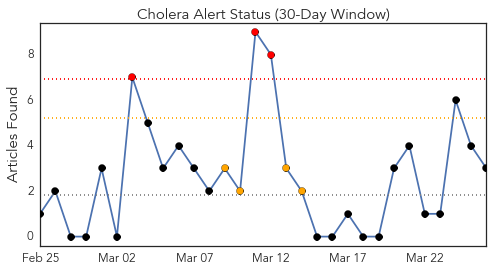 Cholera Alert Status (30-Day Window)
Articles Found
8
6
4
2
0
Feb 25
Mar 02
Mar 07
Mar 12
Mar 17
Mar 22